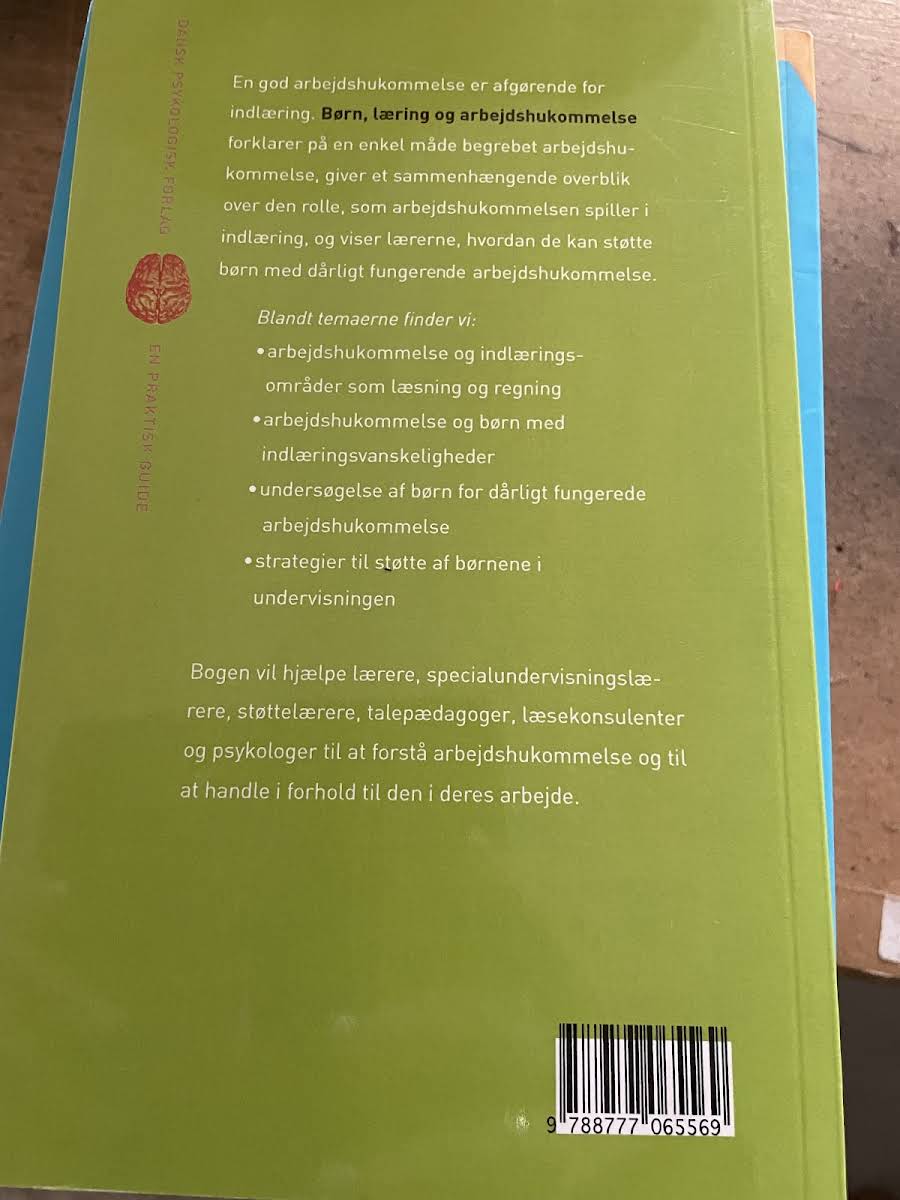 DANSK PSYKOLOGISK FORLAG
EN PRAKTISK GUIDE
En god arbejdshukommelse er afgørende for
indlæring. Børn, læring og arbejdshukommelse
forklarer på en enkel måde begrebet arbejdshu-
kommelse, giver et sammenhængende overblik
over den rolle, som arbejdshukommelsen spiller i
indlæring, og viser lærerne, hvordan de kan støtte
børn med dårligt fungerende arbejdshukommelse.
Blandt temaerne finder vi:
•arbejdshukommelse og indlærings-
områder som læsning og regning
•arbejdshukommelse og børn med
indlæringsvanskeligheder
•undersøgelse af børn for dårligt fungerede
arbejdshukommelse
•strategier til støtte af børnene i
undervisningen
Bogen vil hjælpe lærere, specialundervisningslæ-
rere, støttelærere, talepædagoger, læsekonsulenter
og psykologer til at forstå arbejdshukommelse og til
at handle i forhold til den i deres arbejde.
9 788777 065569